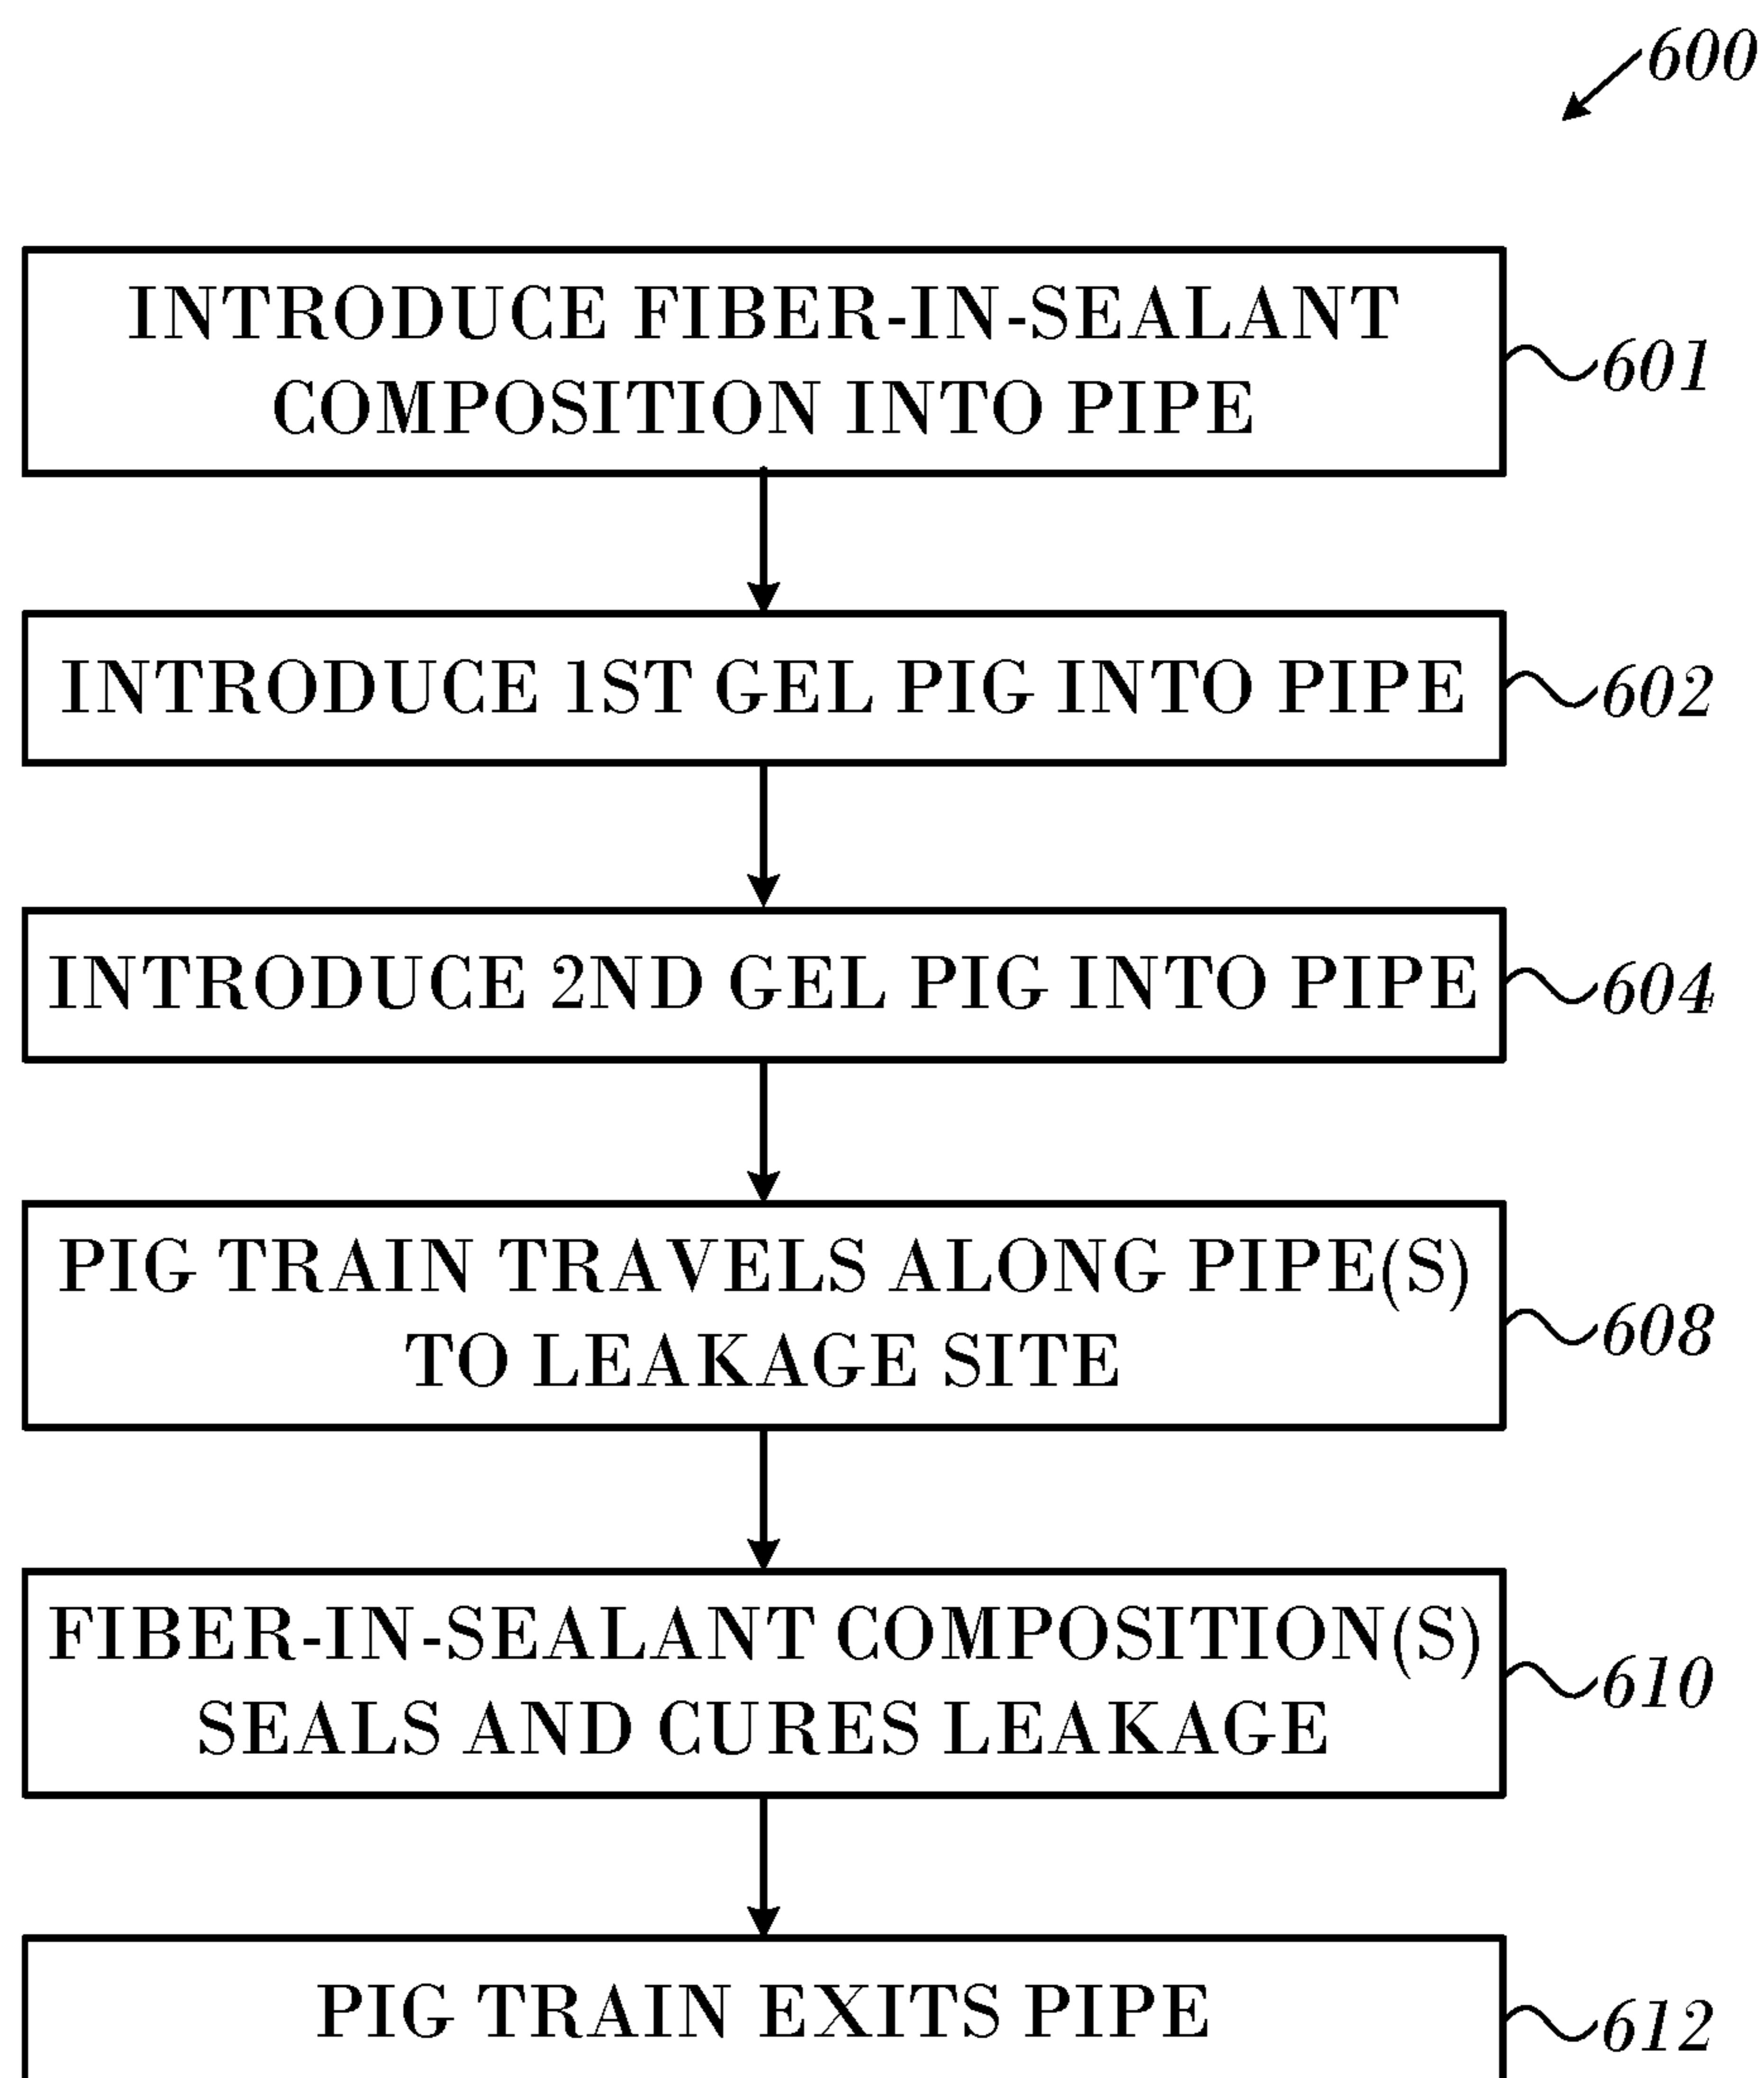 600
INTRODUCE FIBER-IN-SEALANT
COMPOSITION INTO PIPE
601
INTRODUCE 1ST GEL PIG INTO PIPE
602
INTRODUCE 2ND GEL PIG INTO PIPE
604
PIG TRAIN TRAVELS ALONG PIPE(S)
TO LEAKAGE SITE
608
FIBER-IN-SEALANT COMPOSITION(S)
SEALS AND CURES LEAKAGE
610
PIG TRAIN EXITS PIPE
612